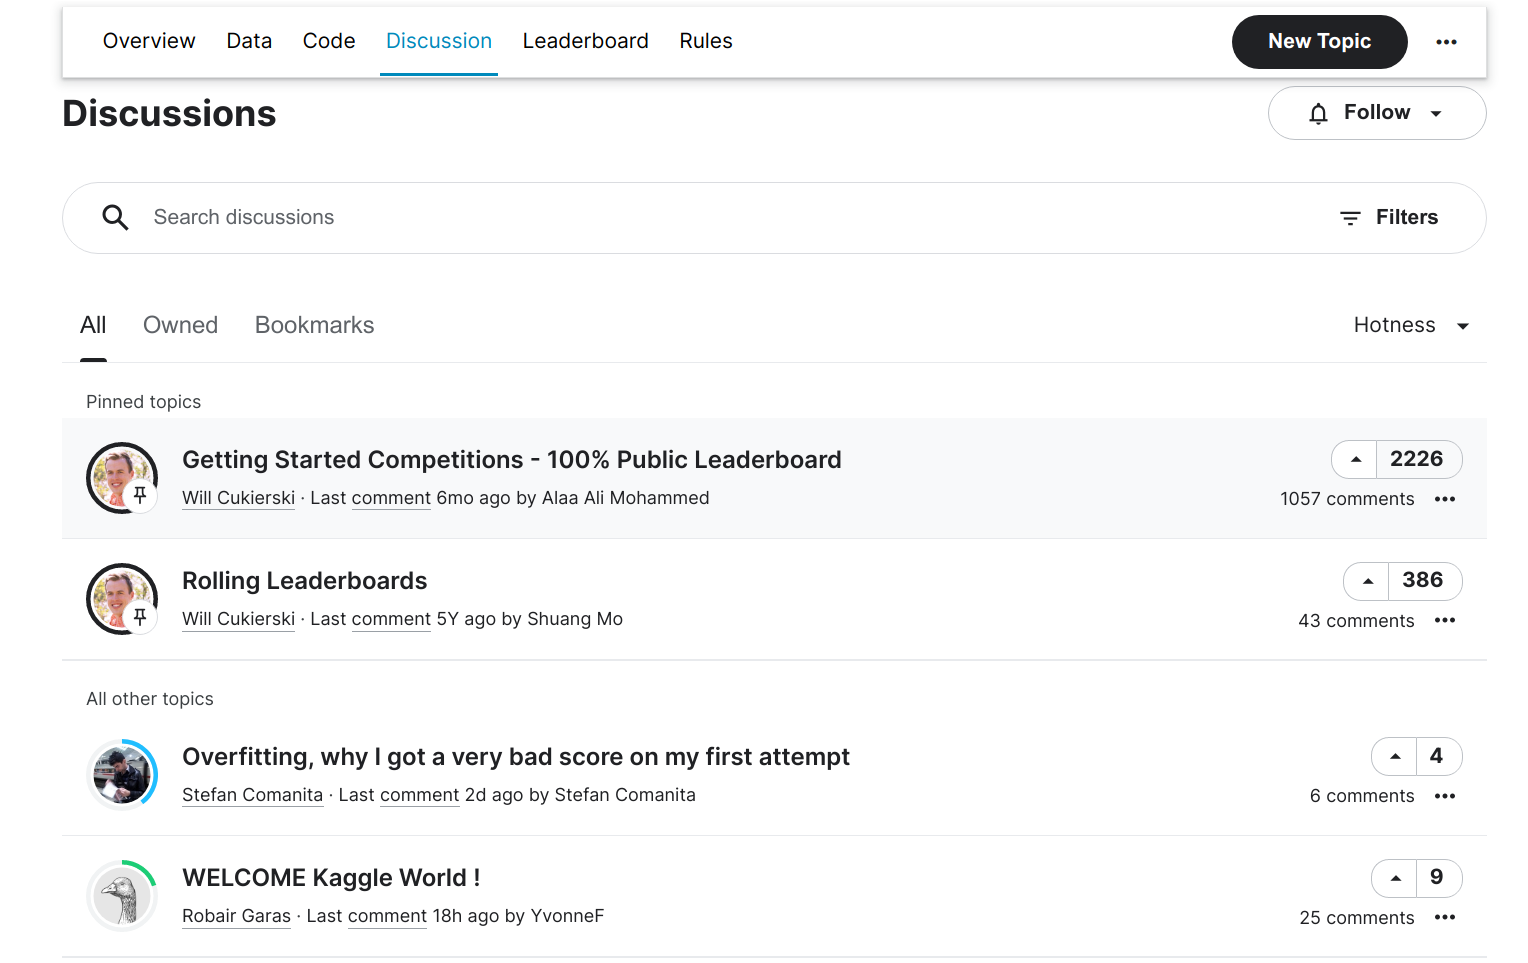 Overview Data Code Discussion Leaderboard Rules New Topic
Discussions Follow
Search discussions Filters
All Owned Bookmarks Hotness
Pinned topics
Getting Started Competitions - 100% Public Leaderboard 2226
Will Cukierski · Last comment 6mo ago by Alaa Ali Mohammed 1057 comments
Rolling Leaderboards 386
Will Cukierski · Last comment 5Y ago by Shuang Mo 43 comments
All other topics
Overfitting, why I got a very bad score on my first attempt 4
Stefan Comanita · Last comment 2d ago by Stefan Comanita 6 comments
WELCOME Kaggle World ! 9
Robair Garas · Last comment 18h ago by YvonneF 25 comments